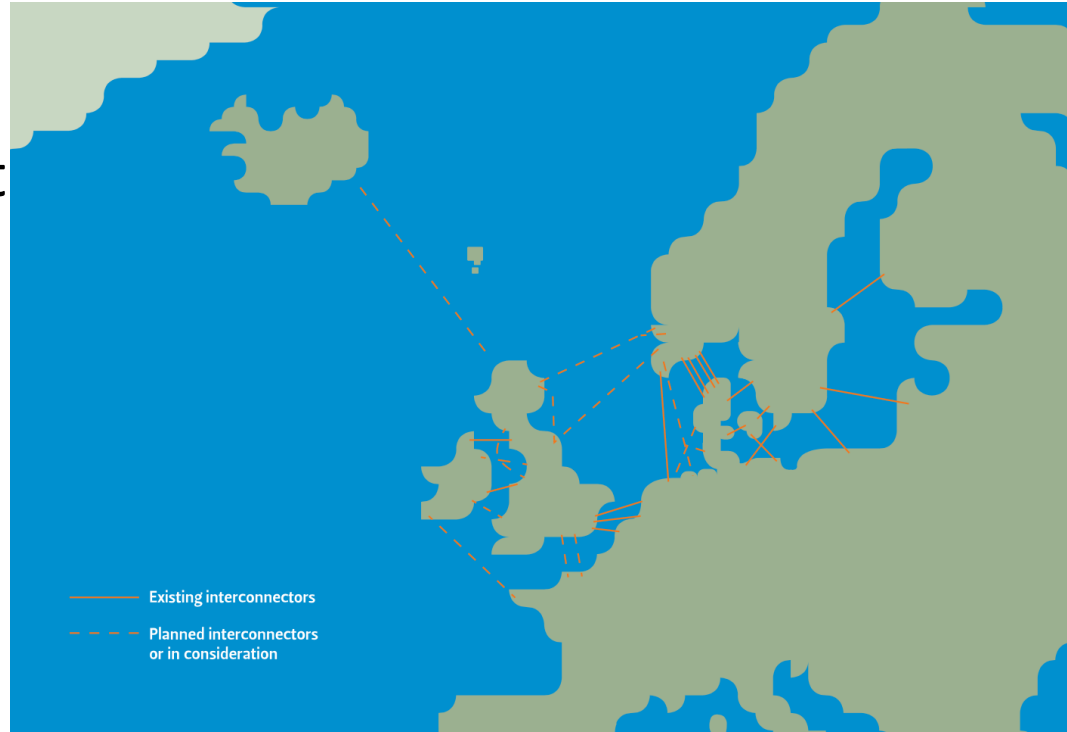 t
Existing interconnectors
Planned interconnectors
or in consideration